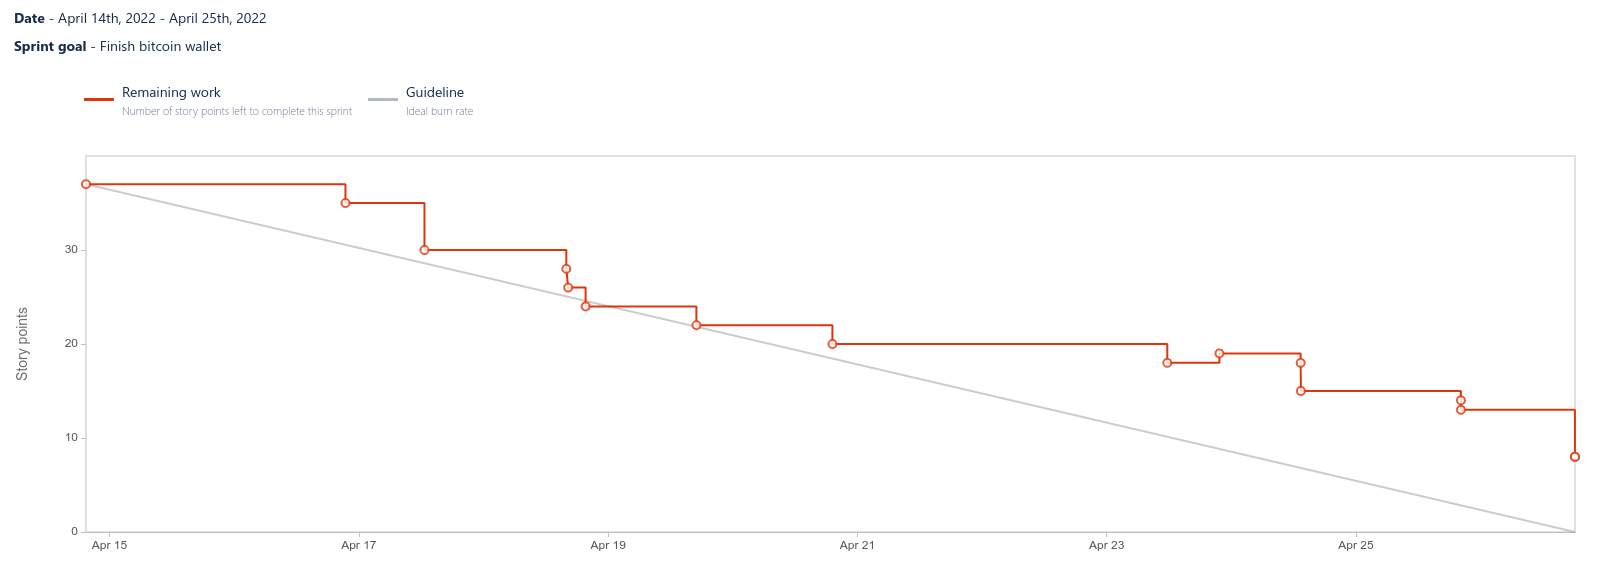 Date - April 14th, 2022 - April 25th, 2022
Sprint goal - Finish bitcoin wallet
Remaining work
Number of story points left to complete this sprint
Guideline
Ideal burn rate
Story points
30
20
10
0
Apr 15
Apr 17
Apr 19
Apr 21
Apr 23
Apr 25